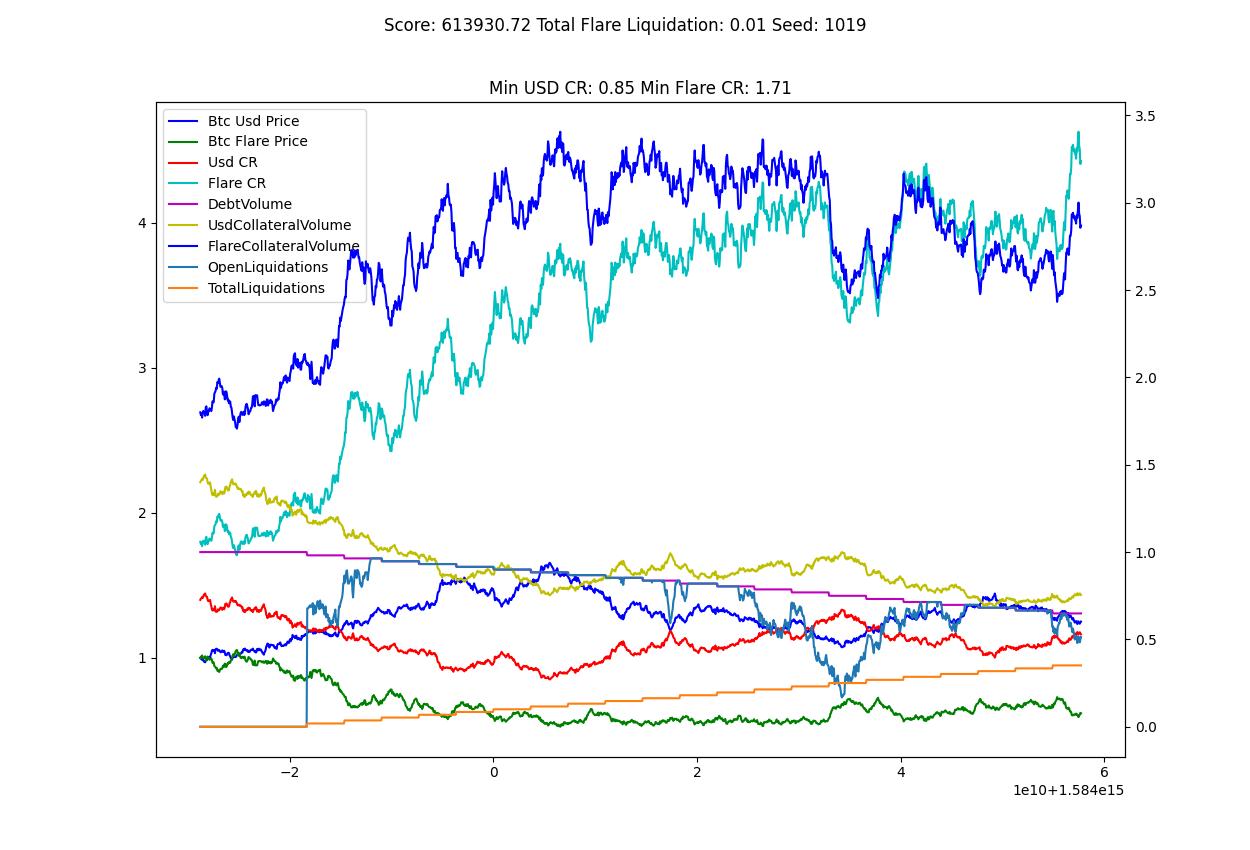 Score: 613930.72 Total Flare Liquidation: 0.01 Seed: 1019
Min USD CR: 0.85 Min Flare CR: 1.71
Btc Usd Price
Btc Flare Price
Usd CR
Flare CR
DebtVolume
UsdCollateralVolume
FlareCollateralVolume
OpenLiquidations
TotalLiquidations
4
3
2
1
3.5
3.0
2.5
2.0
1.5
1.0
0.5
0.0
−2 0 2 4 6
1e10+1.584e15